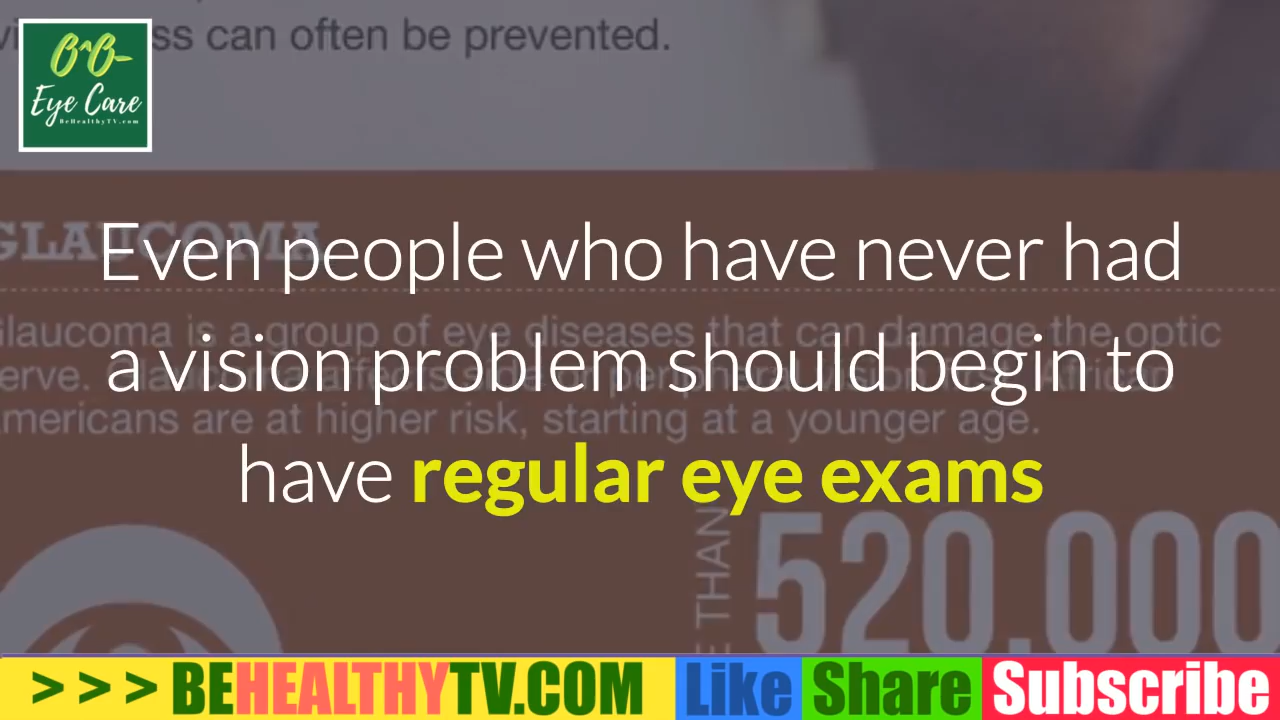 ss can often be prevented.
Eye Care
BeHealthyTV.com
GLAUCOMA
Even people who have never had
Glaucoma is a group of eye diseases that can damage the optic
a vision problem should begin to
mericans are at higher risk, starting at a younger age.
have regular eye exams
THAN
520,000
> > > BEHEALTHYTV.COM Like Share Subscribe